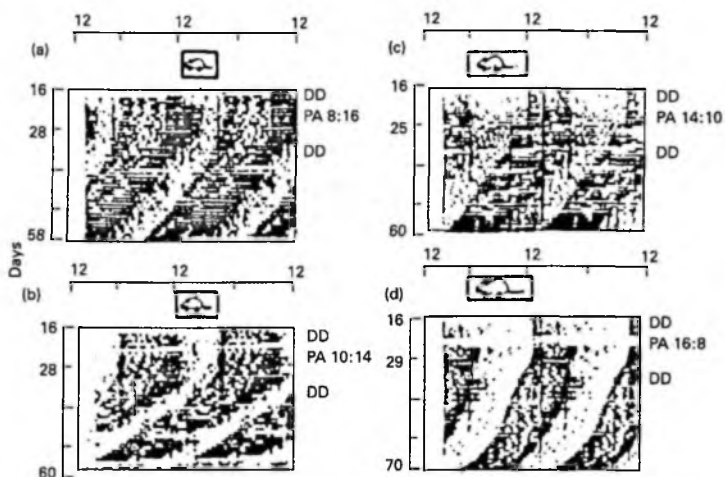 12 12 12
(a)
16 DD
PA 8:16
28
DD
58
12 12 12
(c)
16 DD
PA 14:10
25
DD
60
Days
12 12 12
(b)
16 DD
PA 10:14
28
DD
60
12 12 12
(d)
16 DD
PA 16:8
29
DD
70